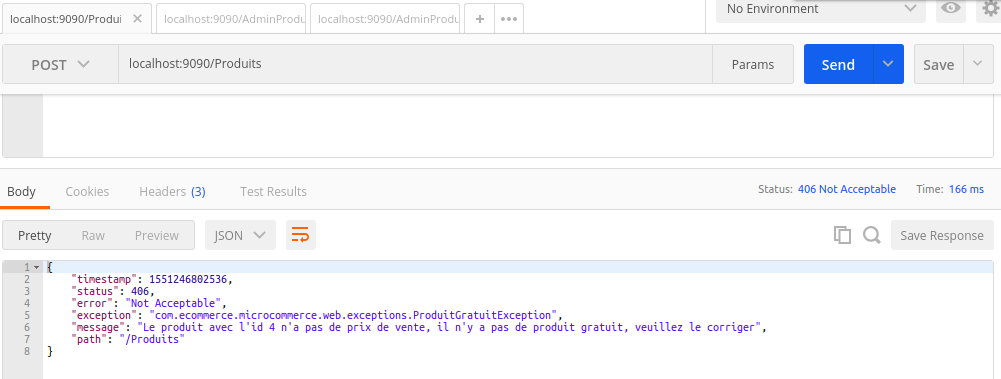 localhost:9090/Produi
localhost:9090/AdminProdu
localhost:9090/AdminProdu
No Environment
POST
localhost:9090/Produits
Params
Send
Save
Body
Cookies
Headers (3)
Test Results
Status: 406 Not Acceptable
Time: 166 ms
Pretty
Raw
Preview
JSON
Save Response
1 {
2 "timestamp": 1551246802536,
3 "status": 406,
4 "error": "Not Acceptable",
5 "exception": "com.ecommerce.microcommerce.web.exceptions.ProduitGratuitException",
6 "message": "Le produit avec l'id 4 n'a pas de prix de vente, il n'y a pas de produit gratuit, veuillez le corriger",
7 "path": "/Produits"
8 }